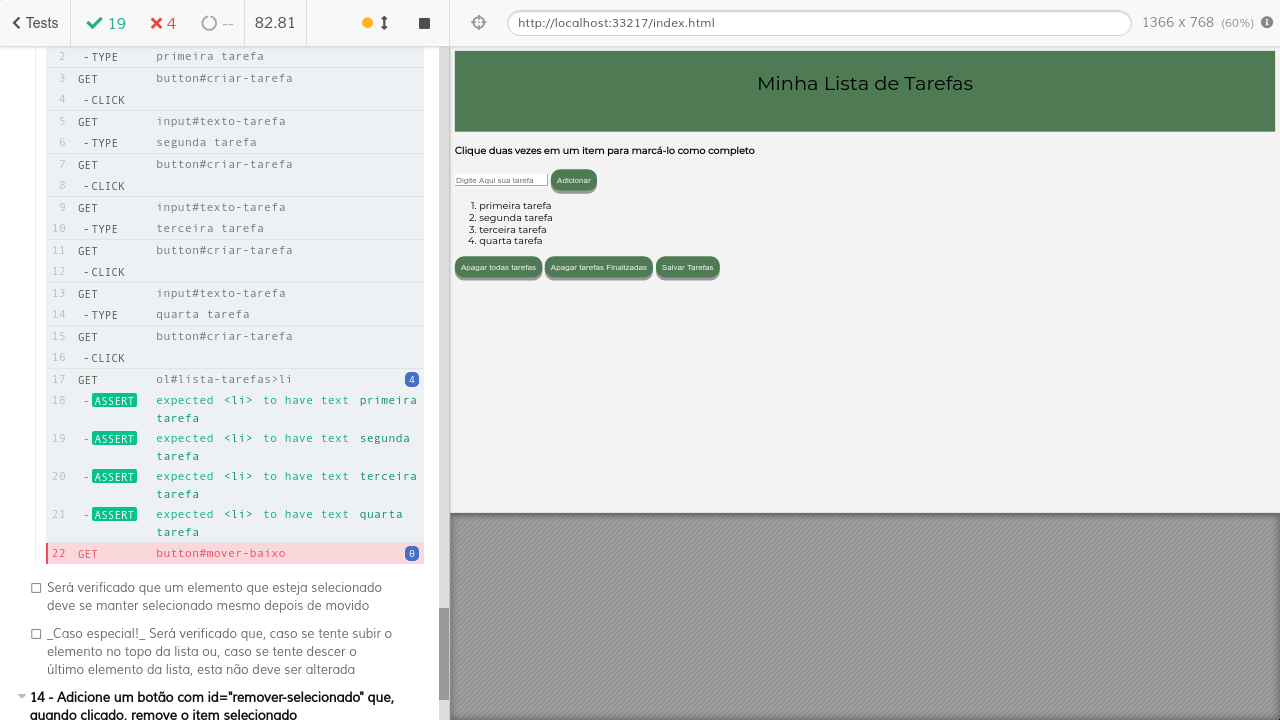 Tests 19 4 -- 82.81
http://localhost:33217/index.html 1366 x 768 (60%)
2 -TYPE primeira tarefa
3 GET button#criar-tarefa
4 -CLICK
5 GET input#texto-tarefa
6 -TYPE segunda tarefa
7 GET button#criar-tarefa
8 -CLICK
9 GET input#texto-tarefa
10 -TYPE terceira tarefa
11 GET button#criar-tarefa
12 -CLICK
13 GET input#texto-tarefa
14 -TYPE quarta tarefa
15 GET button#criar-tarefa
16 -CLICK
17 GET ol#lista-tarefas>li 4
18 -ASSERT expected <li> to have text primeira
tarefa
19 -ASSERT expected <li> to have text segunda
tarefa
20 -ASSERT expected <li> to have text terceira
tarefa
21 -ASSERT expected <li> to have text quarta
tarefa
22 GET button#mover-baixo 0
Será verificado que um elemento que esteja selecionado
deve se manter selecionado mesmo depois de movido
_Caso especial!_ Será verificado que, caso se tente subir o
elemento no topo da lista ou, caso se tente descer o
último elemento da lista, esta não deve ser alterada
14 - Adicione um botão com id="remover-selecionado" que,
quando clicado, remove o item selecionado
Minha Lista de Tarefas
Clique duas vezes em um item para marcá-lo como completo
Digite Aqui sua tarefa Adicionar
1. primeira tarefa
2. segunda tarefa
3. terceira tarefa
4. quarta tarefa
Apagar todas tarefas Apagar tarefas Finalizadas Salvar Tarefas